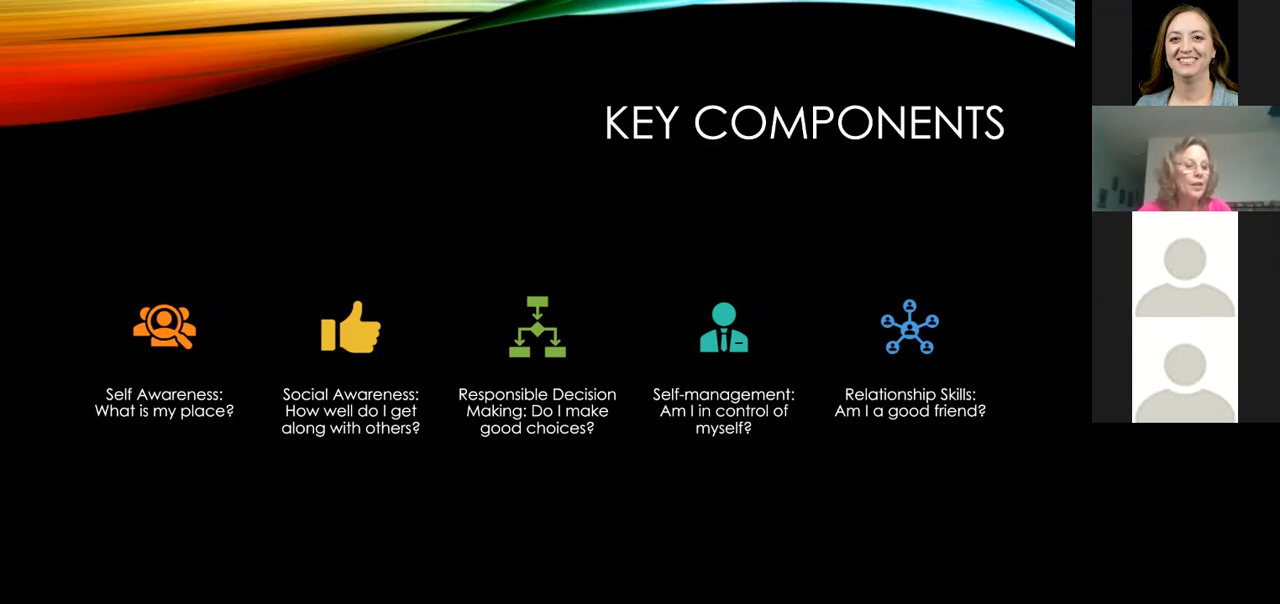 KEY COMPONENTS
Self Awareness:
What is my place?
Social Awareness:
How well do I get
along with others?
Responsible Decision
Making: Do I make
good choices?
Self-management:
Am I in control of
myself?
Relationship Skills:
Am I a good friend?